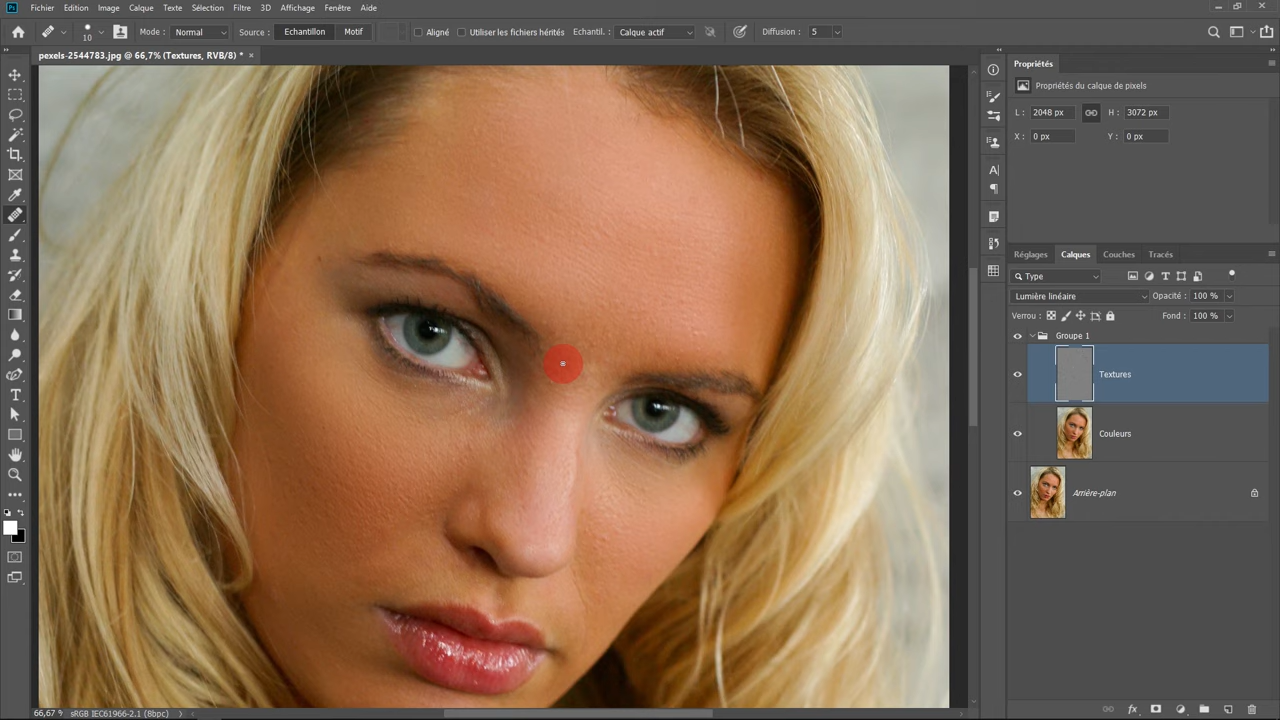 Ps Fichier Edition Image Calque Texte Sélection Filtre 3D Affichage Fenêtre Aide
10 Mode : Normal Source : Echantillon Motif Aligné Utiliser les fichiers hérités Echantil. : Calque actif Diffusion : 5
pexels-2544783.jpg @ 66,7% (Textures, RVB/8) * ×
Propriétés
Propriétés du calque de pixels
L : 2048 px H : 3072 px
X : 0 px Y : 0 px
Réglages Calques Couches Tracés
Type
Lumière linéaire Opacité : 100 %
Verrou : Fond : 100 %
Groupe 1
Textures
Couleurs
Arrière-plan
66,67 % sRGB IEC61966-2.1 (8bpc)